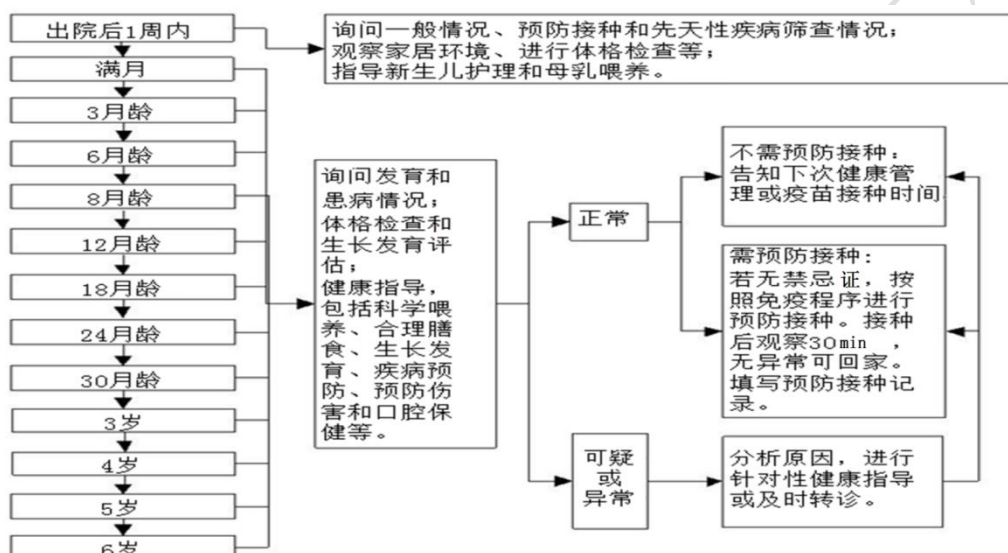 出院后1周内
满月
3月龄
6月龄
8月龄
12月龄
18月龄
24月龄
30月龄
3岁
4岁
5岁
6岁
询问一般情况、预防接种和先天性疾病筛查情况；
观察家居环境、进行体格检查等；
指导新生儿护理和母乳喂养。
询问发育和
患病情况；
体格检查和
生长发育评
估；
健康指导，
包括科学喂
养、合理膳
食、生长发
育、疾病预
防、预防伤
害和口腔保
健等。
正常
可疑
或
异常
不需预防接种：
告知下次健康管
理或疫苗接种时间
需预防接种：
若无禁忌证，按
照免疫程序进行
预防接种。接种
后观察30min ，
无异常可回家。
填写预防接种记
录。
分析原因，进行
针对性健康指导
或及时转诊。